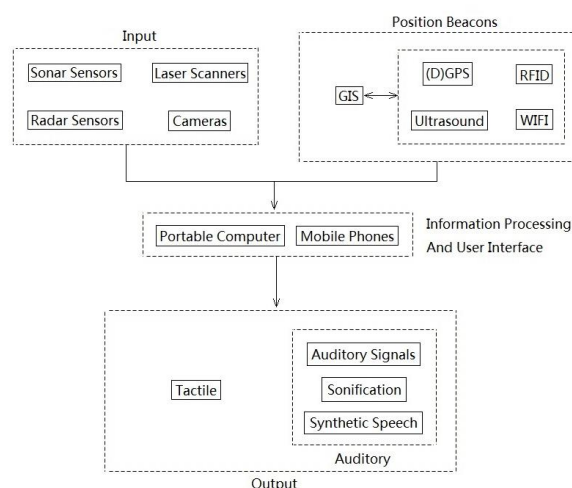 Input
Sonar Sensors
Laser Scanners
Radar Sensors
Cameras
Position Beacons
GIS
(D)GPS
RFID
Ultrasound
WIFI
Portable Computer
Mobile Phones
Information Processing
And User Interface
Tactile
Auditory Signals
Sonification
Synthetic Speech
Auditory
Output